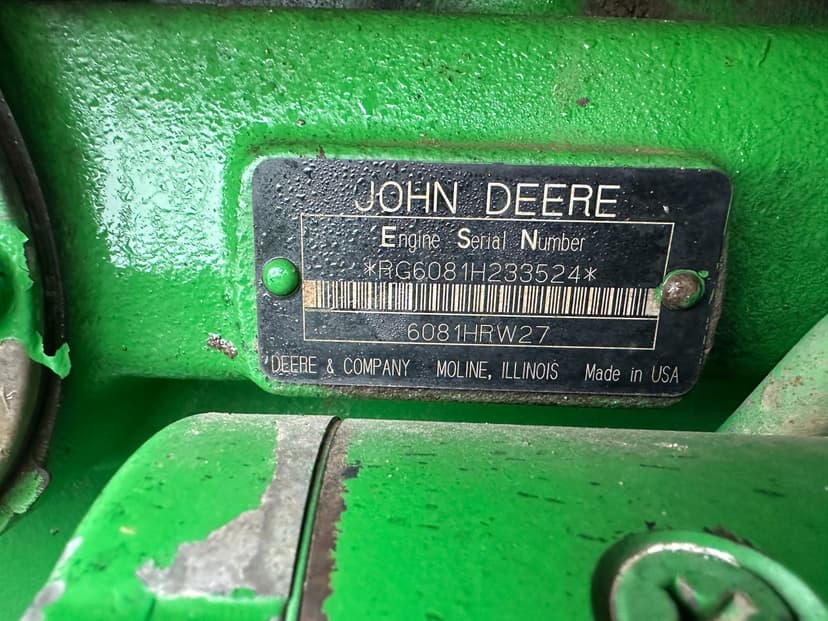 JOHN DEERE
Engine Serial Number
*RG6081H233524*
6081HRW27
DEERE & COMPANY MOLINE, ILLINOIS Made in USA